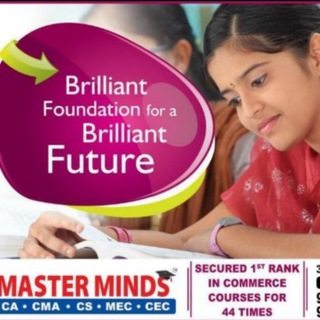 Brilliant
Foundation for a
Brilliant
Future
MASTER MINDS
CA • CMA • CS • MEC • CEC
SECURED 1ST RANK
IN COMMERCE
COURSES FOR
44 TIMES